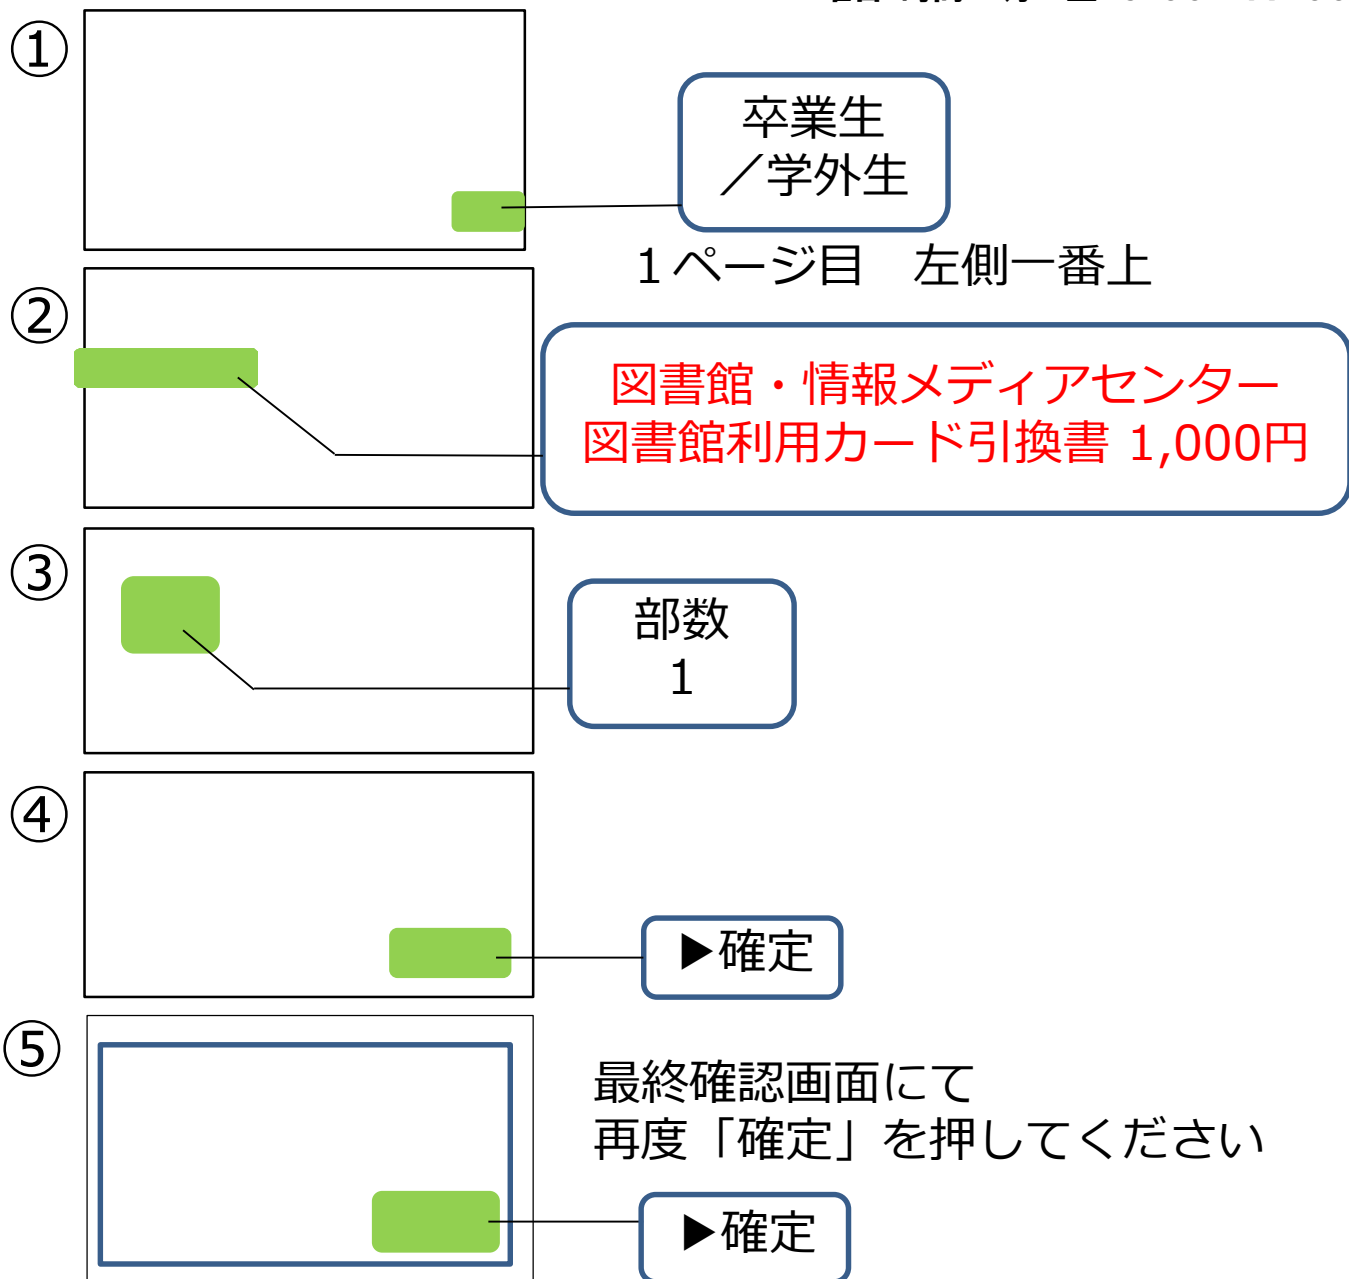 ①
卒業生
／学外生
１ページ目　左側一番上
②
図書館・情報メディアセンター
図書館利用カード引換書 1,000円
③
部数
1
④
▶確定
⑤
最終確認画面にて
再度「確定」を押してください
▶確定